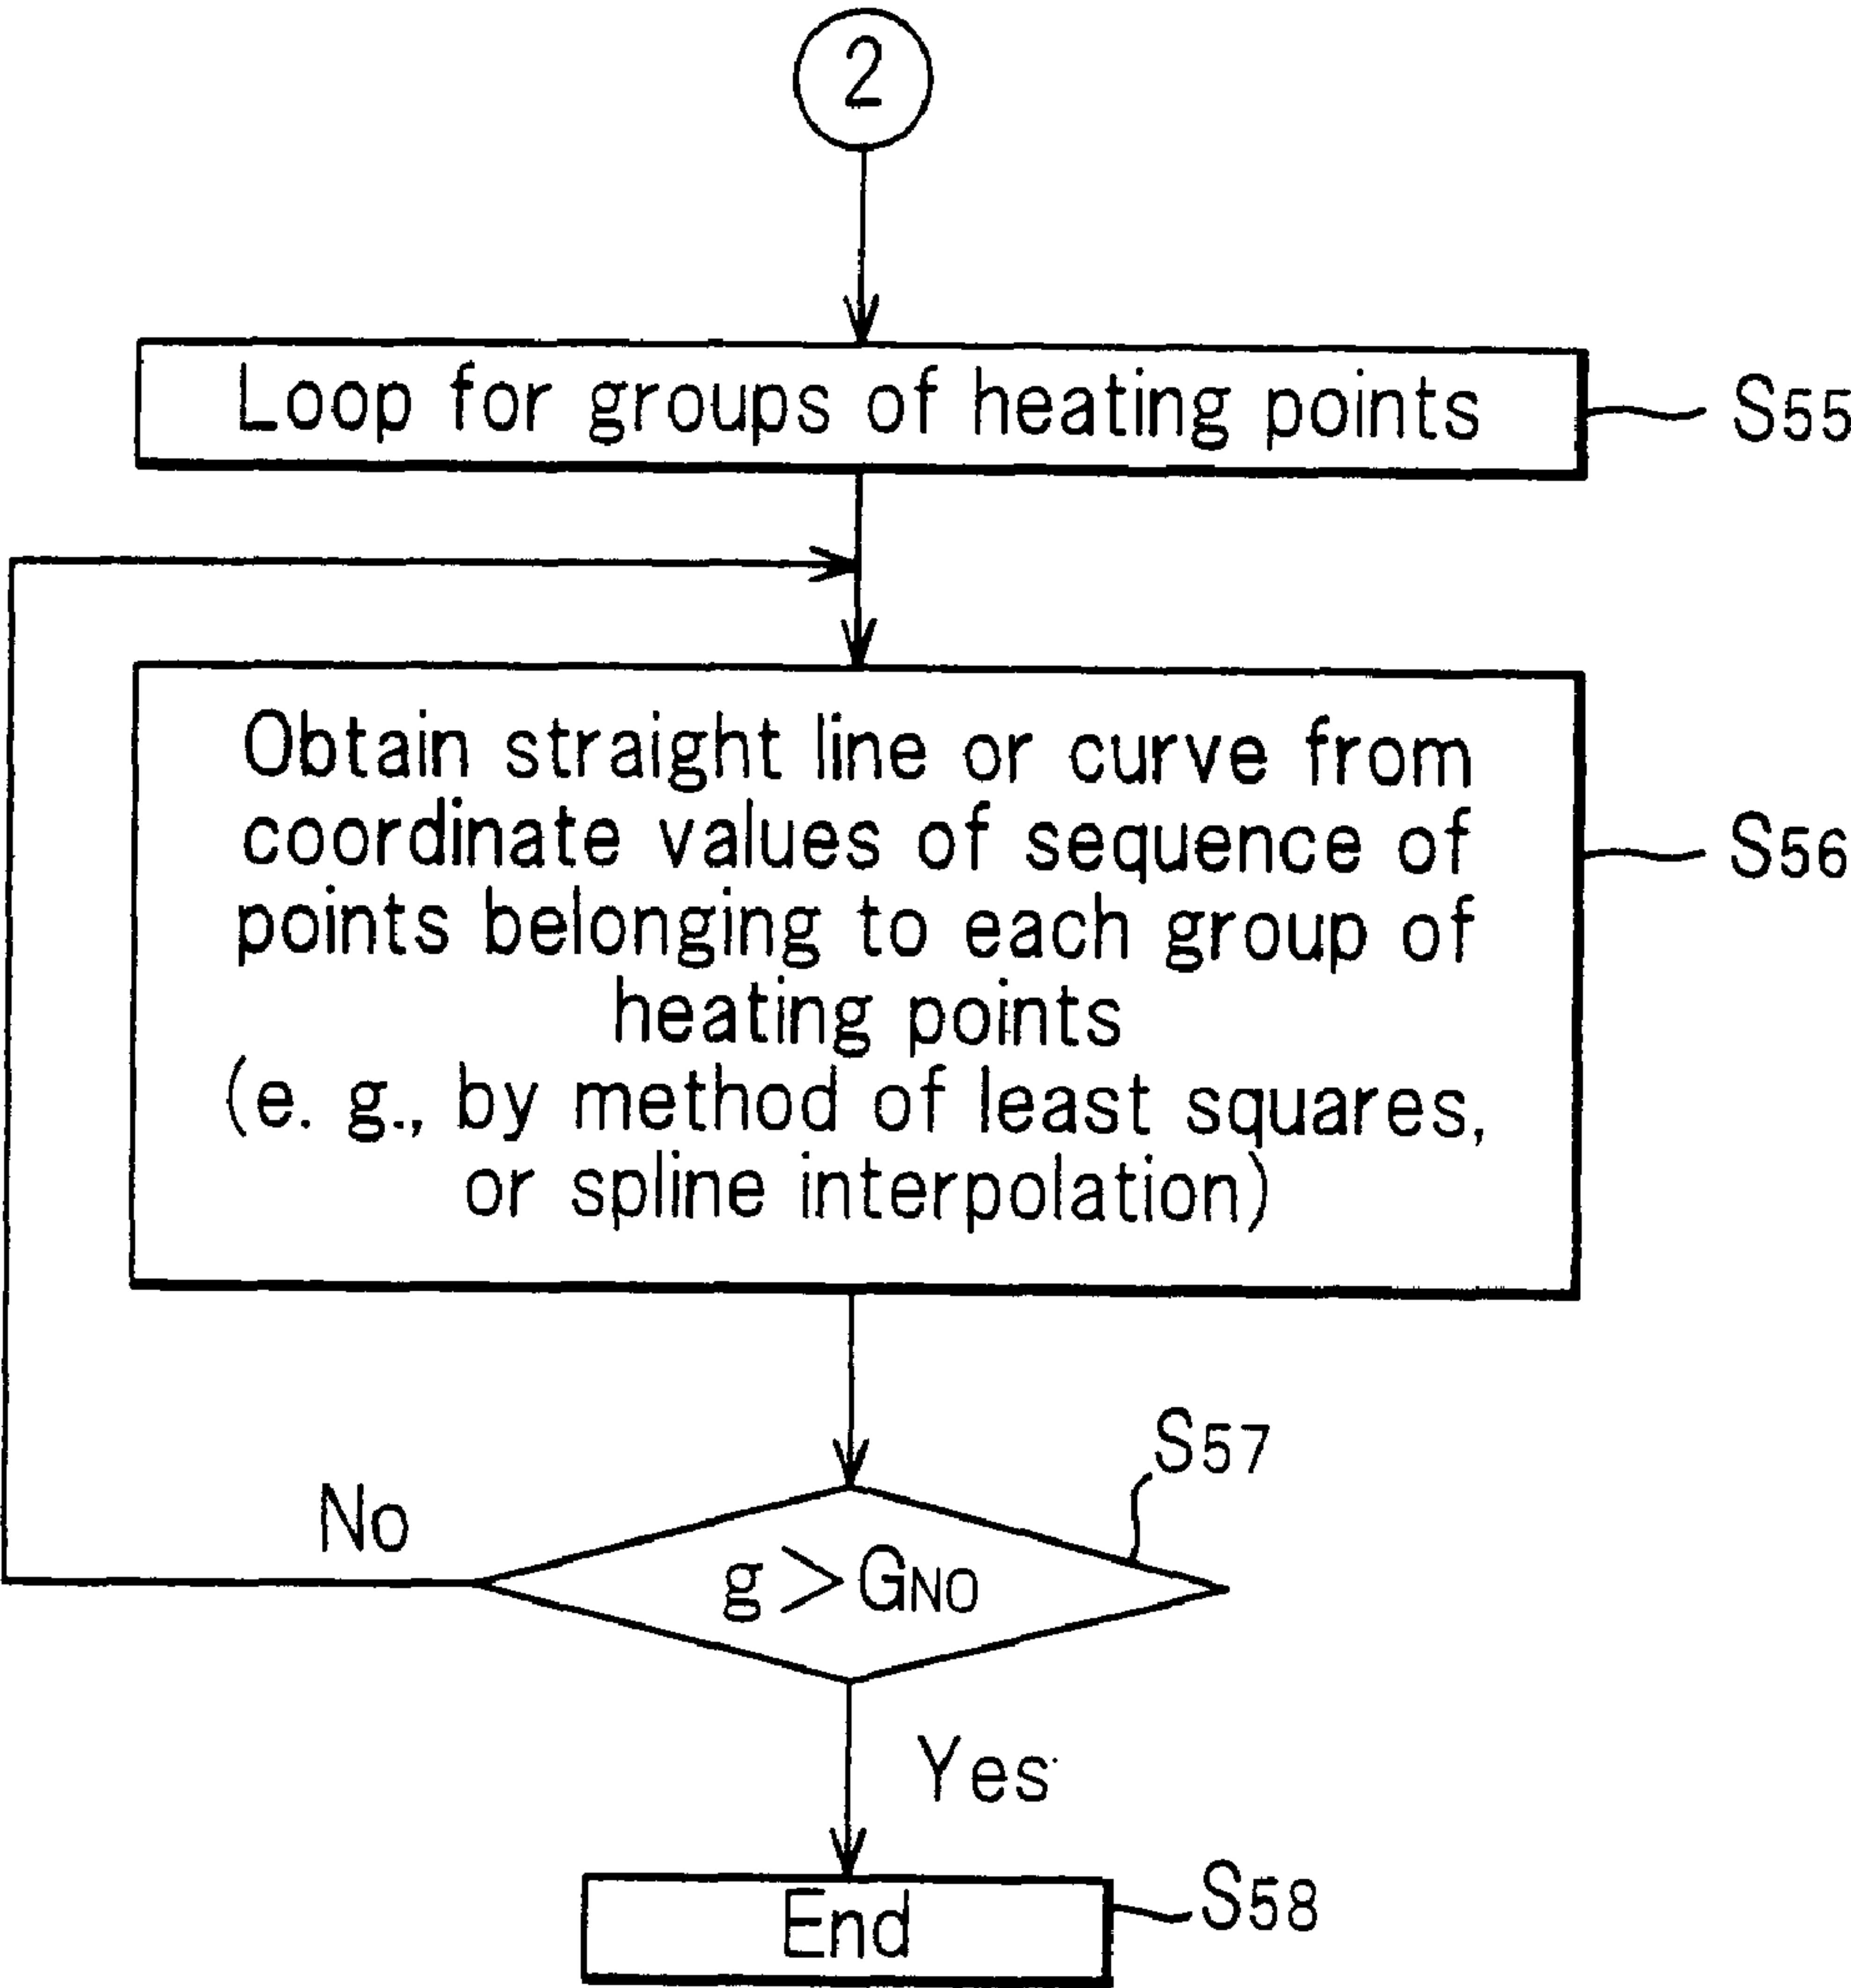 2
Loop for groups of heating points
S55
Obtain straight line or curve from
coordinate values of sequence of
points belonging to each group of
heating points
(e. g., by method of least squares,
or spline interpolation)
S56
S57
No
g>GNO
Yes
End
S58